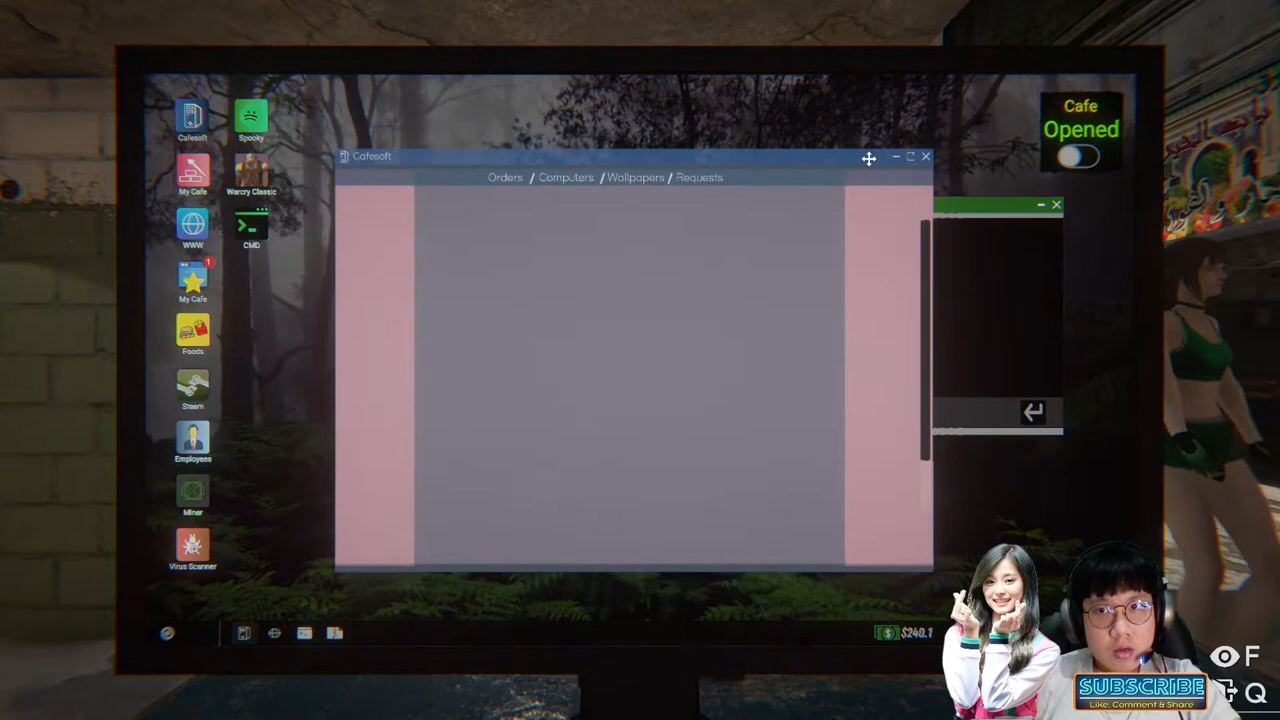 Cafe
Opened
Cafesoft
Spooky
Cafesoft
Orders / Computers / Wallpapers / Requests
My Cafe
Warcry Classic
WWW
CMD
1
My Cafe
Foods
Steam
Employees
Miner
Virus Scanner
$240.1
F
SUBSCRIBE
Like, Comment & Share
Q